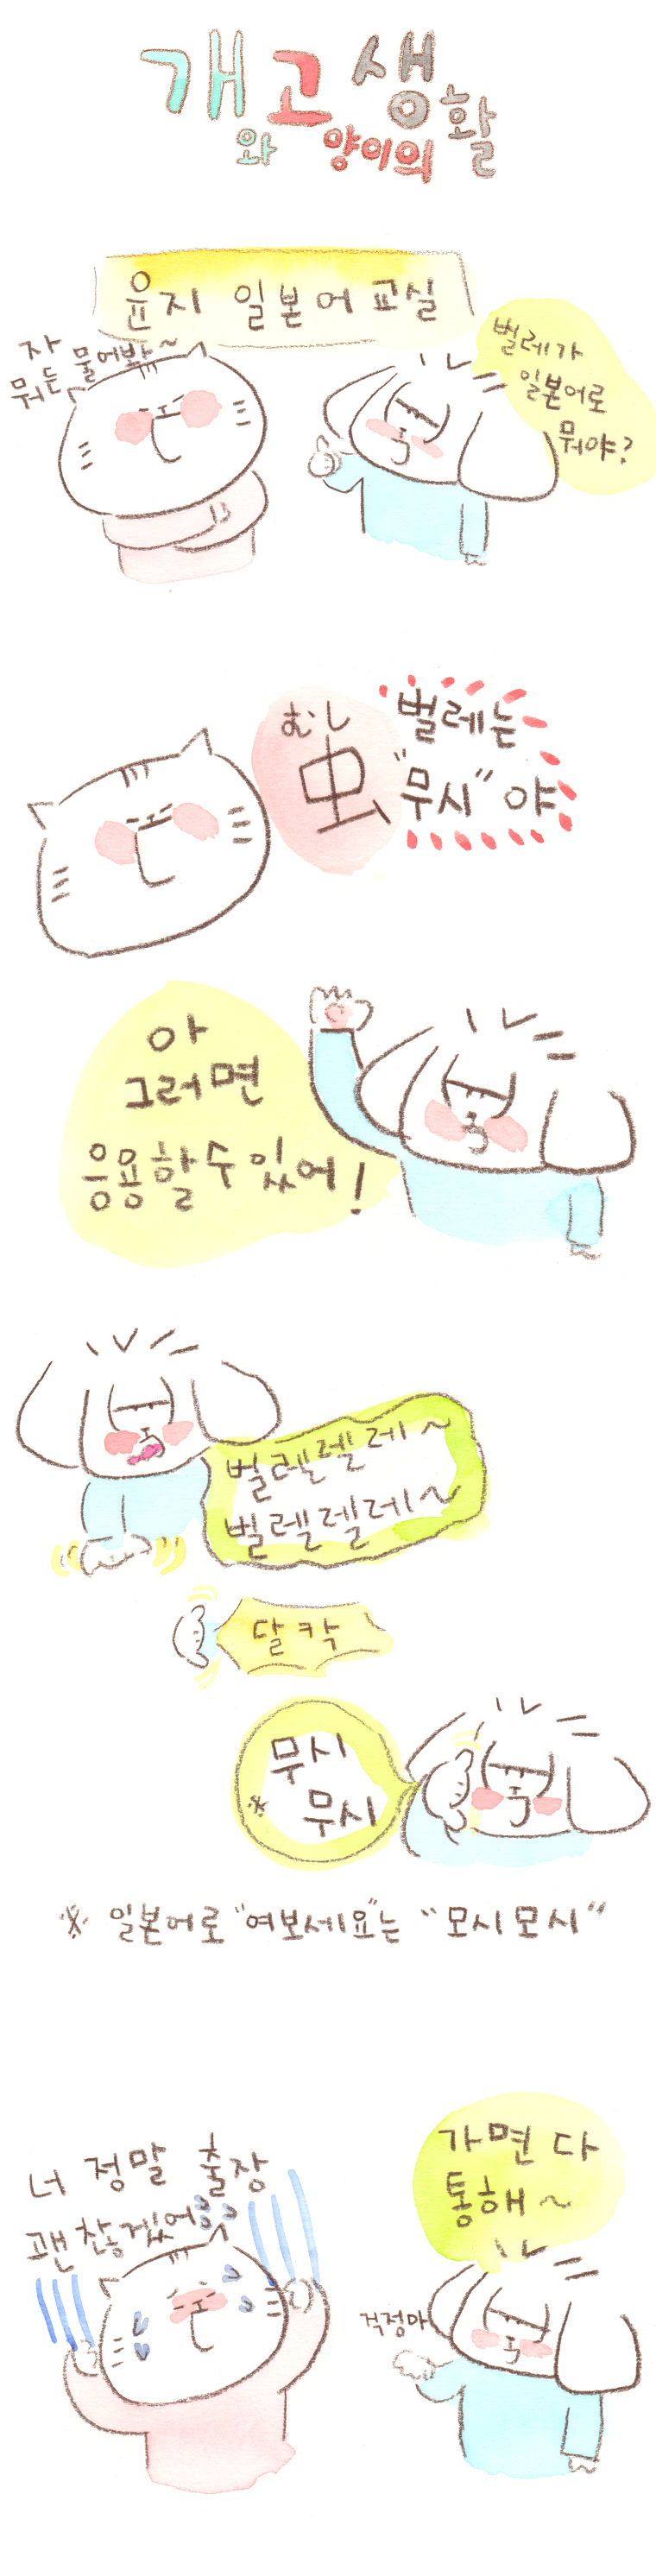 개와 고양이의 생활
윤지 일본어 교실
자
뭐든 물어봐~
벌레가
일본어로
뭐야?
むし
虫
벌레는
"무시"야
아
그러면
응용할 수 있어!
벌렐렐레~
벌렐렐레~
달칵
무시
※ 무시
※ 일본어로 "여보세요"는 "모시모시"
너 정말 출장
괜찮겠어??
가면 다
통해~
걱정마